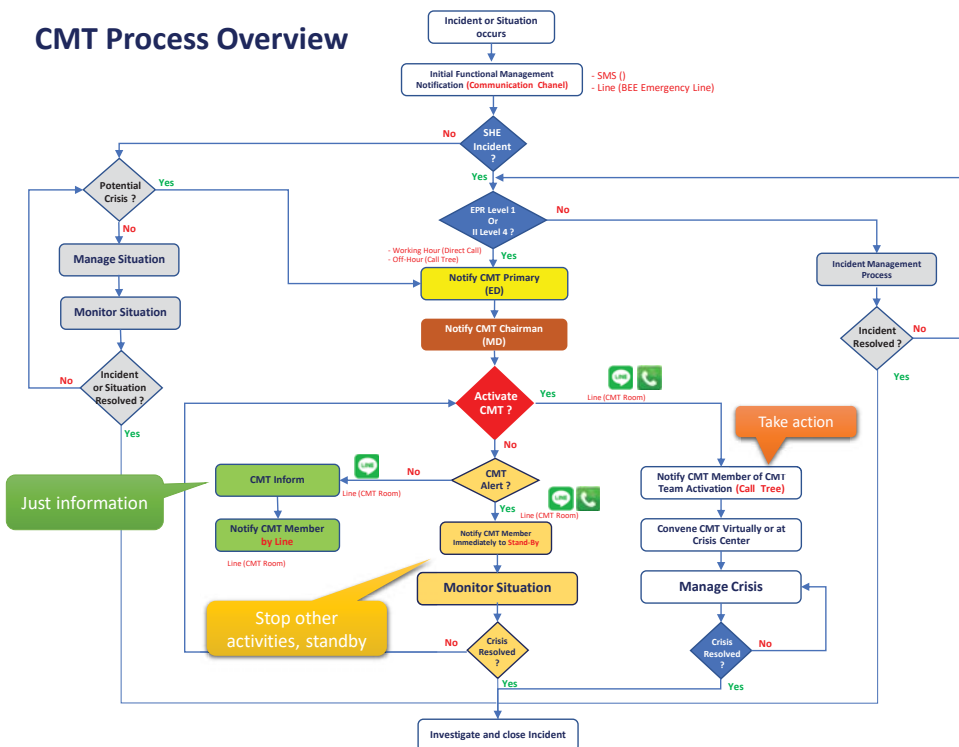 CMT Process Overview
Incident or Situation
occurs
Initial Functional Management
Notification (Communication Chanel)
- SMS ()
- Line (BEE Emergency Line)
No
SHE
Incident
?
Yes
Potential
Crisis ?
Yes
No
EPR Level 1
Or
II Level 4 ?
No
Yes
- Working Hour (Direct Call)
- Off-Hour (Call Tree)
Manage Situation
Monitor Situation
Notify CMT Primary
(ED)
Incident Management
Process
Notify CMT Chairman
(MD)
Incident
Resolved ?
No
Yes
No
Incident
or Situation
Resolved ?
Yes
Activate
CMT ?
Yes
Line (CMT Room)
No
Take action
Just information
CMT Inform
LINE
No
Line (CMT Room)
CMT
Alert ?
LINE
Yes
Line (CMT Room)
LINE
Notify CMT Member of CMT
Team Activation (Call Tree)
Notify CMT Member
by Line
Line (CMT Room)
Notify CMT Member
Immediately to Stand-By
Convene CMT Virtually or at
Crisis Center
Monitor Situation
Manage Crisis
Stop other
activities, standby
No
Crisis
Resolved
?
Yes
Crisis
Resolved
?
No
Yes
Investigate and close Incident